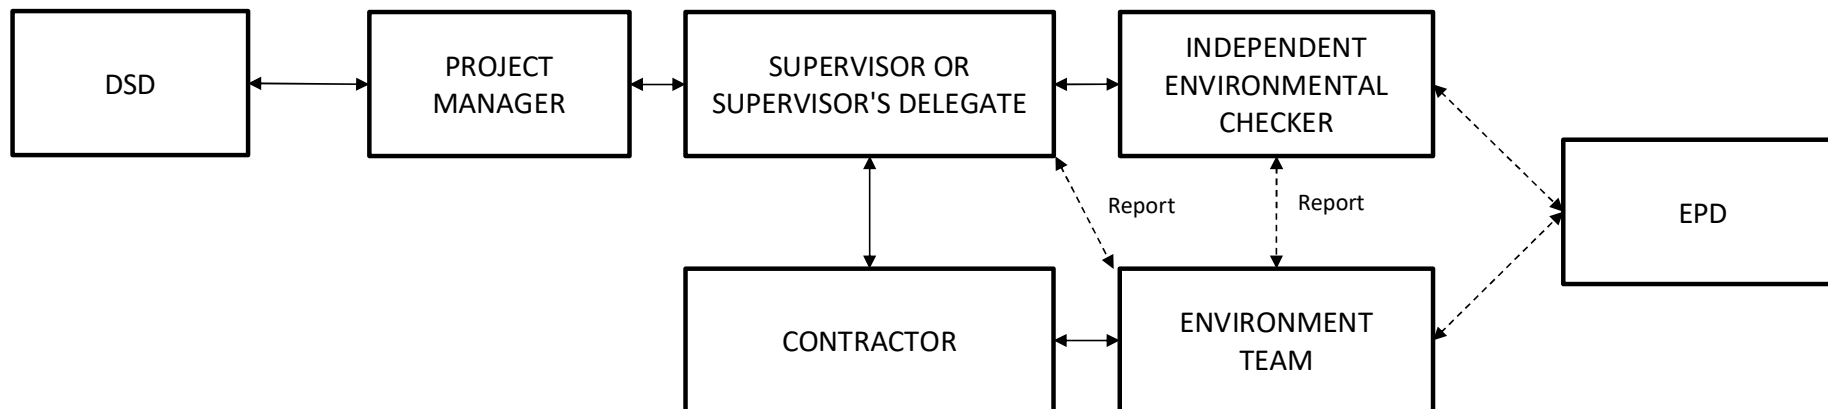 DSD
PROJECT
MANAGER
SUPERVISOR OR
SUPERVISOR'S DELEGATE
INDEPENDENT
ENVIRONMENTAL
CHECKER
Report
Report
EPD
CONTRACTOR
ENVIRONMENT
TEAM